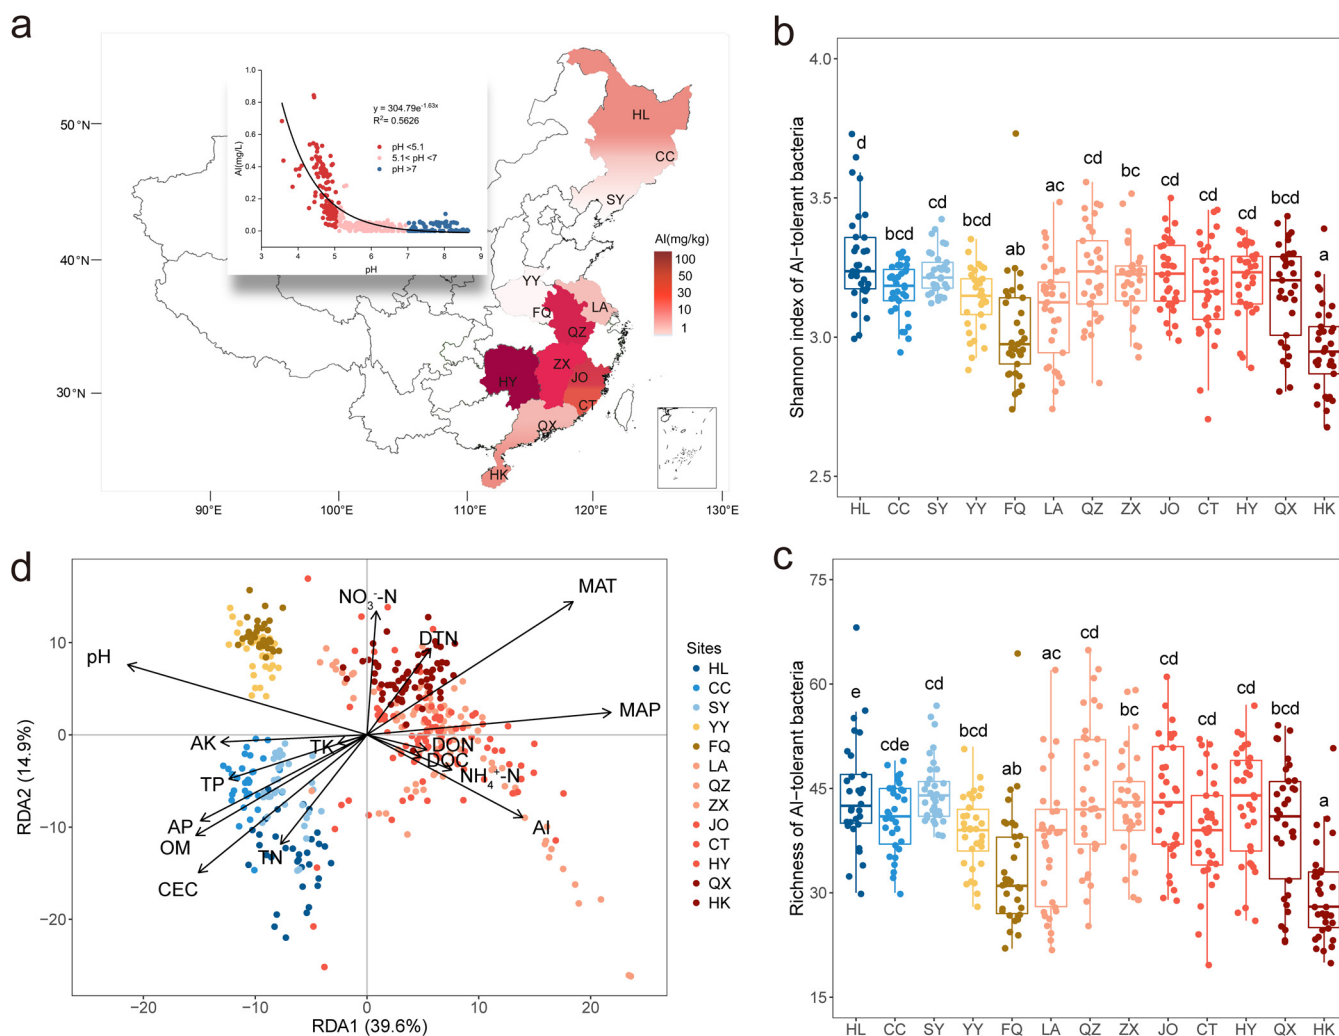 a
50°N
40°N
30°N
90°E
100°E
110°E
120°E
130°E
Al(mg/L)
1.0
0.8
0.6
0.4
0.2
0.0
3
4
5
6
7
8
9
pH
y = 304.79e^-1.63x
R²= 0.5626
pH <5.1
5.1< pH <7
pH >7
HL
CC
SY
YY
LA
FQ
QZ
ZX
HY
JO
CT
QX
HK
Al(mg/kg)
100
30
10
1
b
Shannon index of Al-tolerant bacteria
4.0
3.5
3.0
2.5
d
bcd
cd
bcd
ab
ac
cd
bc
cd
cd
cd
bcd
a
HL CC SY YY FQ LA QZ ZX JO CT HY QX HK
d
RDA2 (14.9%)
10
0
−10
−20
−20
−10
0
10
20
RDA1 (39.6%)
NO₃⁻-N
MAT
DTN
pH
MAP
AK
TK
DON
DOC
TP
NH₄⁺-N
AP
Al
OM
TN
CEC
Sites
HL
CC
SY
YY
FQ
LA
QZ
ZX
JO
CT
HY
QX
HK
c
Richness of Al-tolerant bacteria
75
60
45
30
15
e
cde
cd
bcd
ab
ac
cd
bc
cd
cd
cd
bcd
a
HL CC SY YY FQ LA QZ ZX JO CT HY QX HK